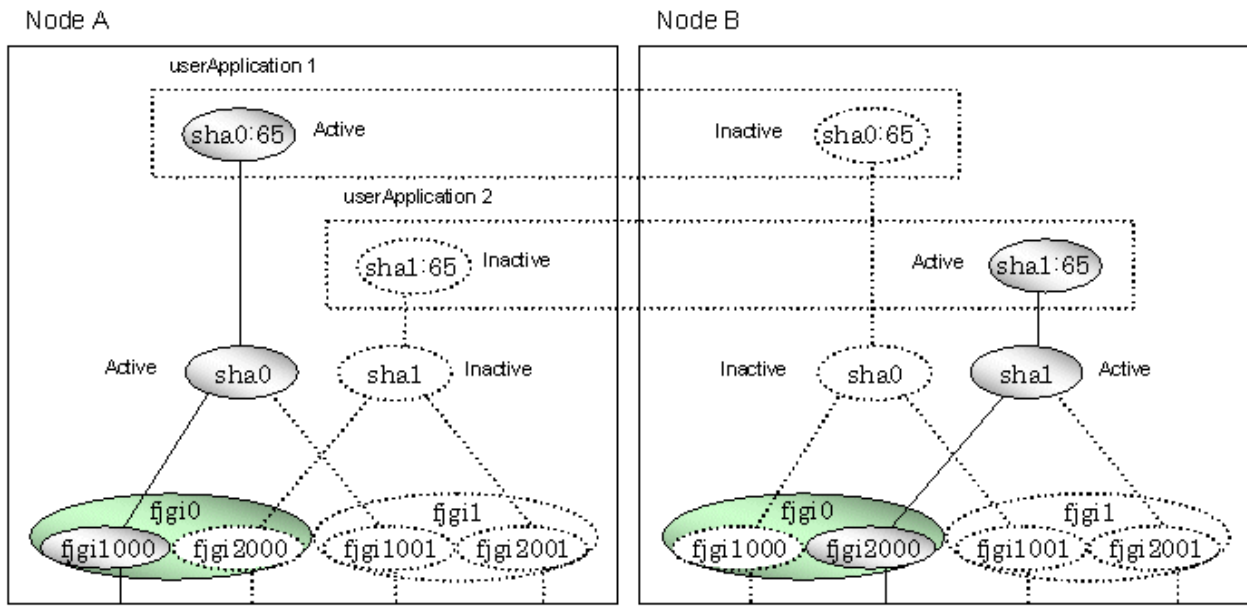 Node A
Node B
userApplication 1
sha0:65
Active
Inactive
sha0:65
userApplication 2
sha1:65
Inactive
Active
sha1:65
Active
sha0
sha1
Inactive
Inactive
sha0
sha1
Active
fjgi0
fjgi1
fjgi0
fjgi1
fjgi1000
fjgi2000
fjgi1001
fjgi2001
fjgi1000
fjgi2000
fjgi1001
fjgi2001